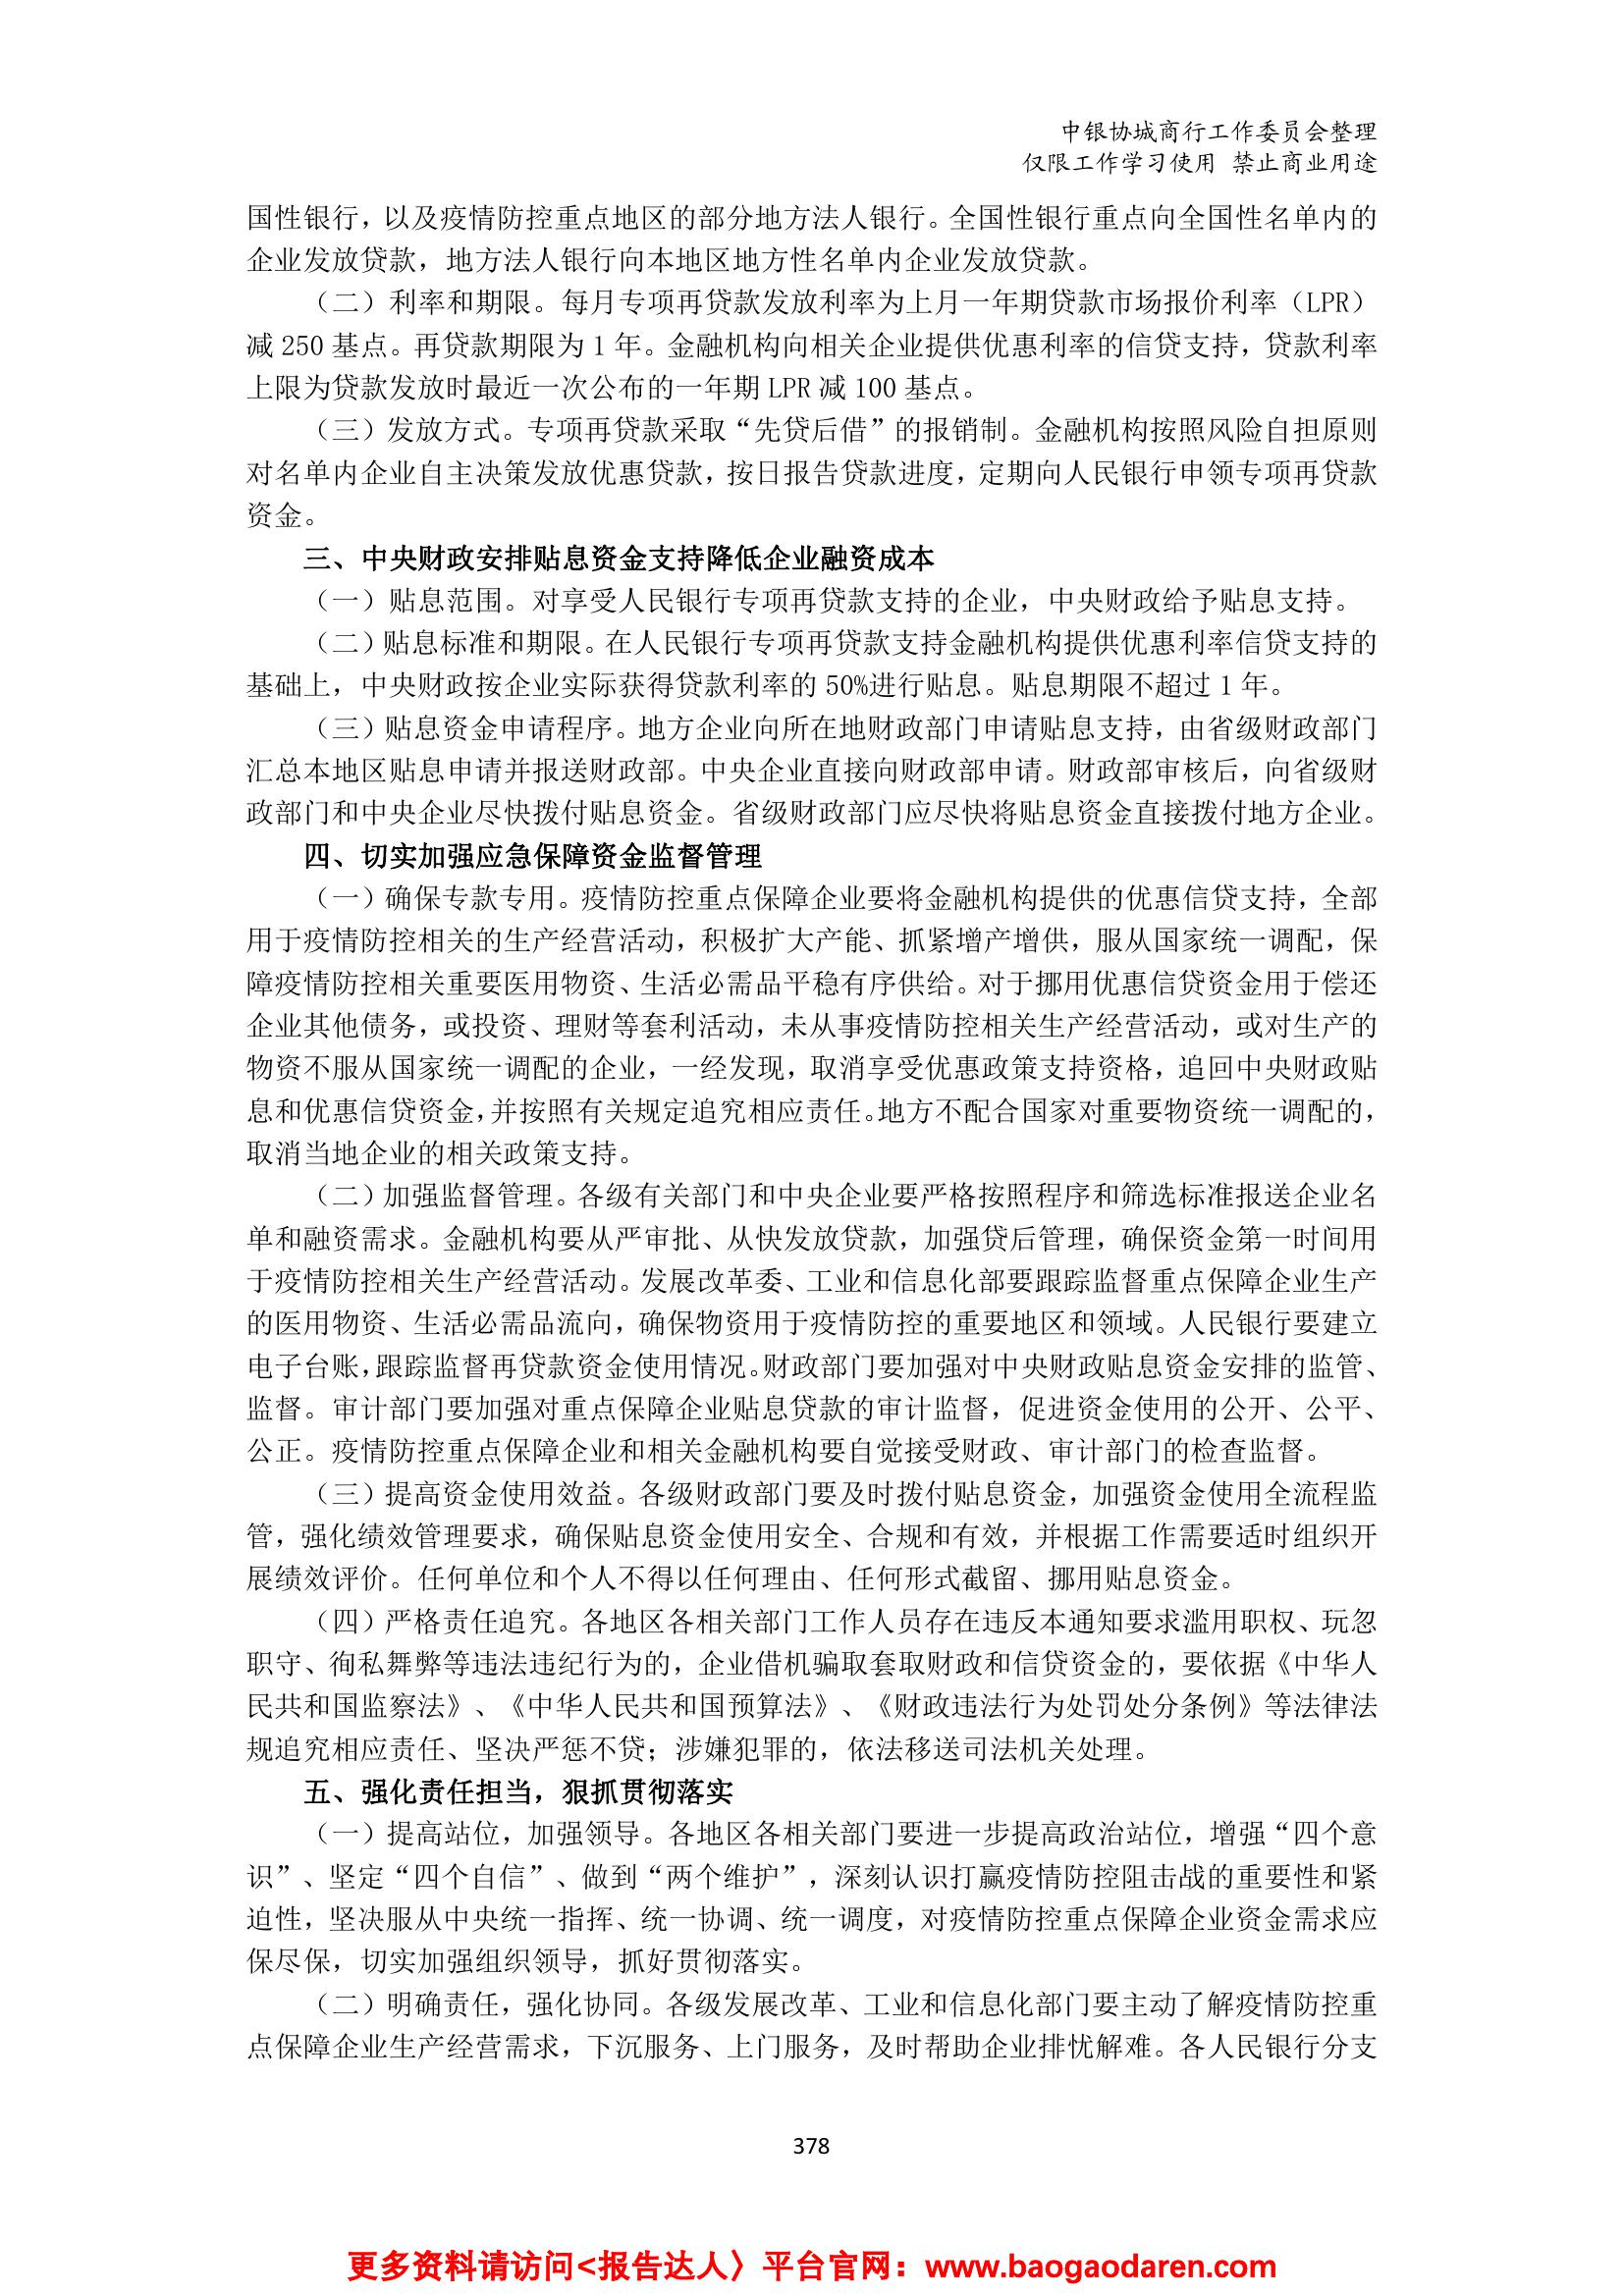 中银协城商行工作委员会整理
仅限工作学习使用 禁止商业用途
国性银行，以及疫情防控重点地区的部分地方法人银行。全国性银行重点向全国性名单内的
企业发放贷款，地方法人银行向本地区地方性名单内企业发放贷款。
（二）利率和期限。每月专项再贷款发放利率为上月一年期贷款市场报价利率（LPR）
减 250 基点。再贷款期限为 1 年。金融机构向相关企业提供优惠利率的信贷支持，贷款利率
上限为贷款发放时最近一次公布的一年期 LPR 减 100 基点。
（三）发放方式。专项再贷款采取“先贷后借”的报销制。金融机构按照风险自担原则
对名单内企业自主决策发放优惠贷款，按日报告贷款进度，定期向人民银行申领专项再贷款
资金。
三、中央财政安排贴息资金支持降低企业融资成本
（一）贴息范围。对享受人民银行专项再贷款支持的企业，中央财政给予贴息支持。
（二）贴息标准和期限。在人民银行专项再贷款支持金融机构提供优惠利率信贷支持的
基础上，中央财政按企业实际获得贷款利率的 50%进行贴息。贴息期限不超过 1 年。
（三）贴息资金申请程序。地方企业向所在地财政部门申请贴息支持，由省级财政部门
汇总本地区贴息申请并报送财政部。中央企业直接向财政部申请。财政部审核后，向省级财
政部门和中央企业尽快拨付贴息资金。省级财政部门应尽快将贴息资金直接拨付地方企业。
四、切实加强应急保障资金监督管理
（一）确保专款专用。疫情防控重点保障企业要将金融机构提供的优惠信贷支持，全部
用于疫情防控相关的生产经营活动，积极扩大产能、抓紧增产增供，服从国家统一调配，保
障疫情防控相关重要医用物资、生活必需品平稳有序供给。对于挪用优惠信贷资金用于偿还
企业其他债务，或投资、理财等套利活动，未从事疫情防控相关生产经营活动，或对生产的
物资不服从国家统一调配的企业，一经发现，取消享受优惠政策支持资格，追回中央财政贴
息和优惠信贷资金，并按照有关规定追究相应责任。地方不配合国家对重要物资统一调配的，
取消当地企业的相关政策支持。
（二）加强监督管理。各级有关部门和中央企业要严格按照程序和筛选标准报送企业名
单和融资需求。金融机构要从严审批、从快发放贷款，加强贷后管理，确保资金第一时间用
于疫情防控相关生产经营活动。发展改革委、工业和信息化部要跟踪监督重点保障企业生产
的医用物资、生活必需品流向，确保物资用于疫情防控的重要地区和领域。人民银行要建立
电子台账，跟踪监督再贷款资金使用情况。财政部门要加强对中央财政贴息资金安排的监管、
监督。审计部门要加强对重点保障企业贴息贷款的审计监督，促进资金使用的公开、公平、
公正。疫情防控重点保障企业和相关金融机构要自觉接受财政、审计部门的检查监督。
（三）提高资金使用效益。各级财政部门要及时拨付贴息资金，加强资金使用全流程监
管，强化绩效管理要求，确保贴息资金使用安全、合规和有效，并根据工作需要适时组织开
展绩效评价。任何单位和个人不得以任何理由、任何形式截留、挪用贴息资金。
（四）严格责任追究。各地区各相关部门工作人员存在违反本通知要求滥用职权、玩忽
职守、徇私舞弊等违法违纪行为的，企业借机骗取套取财政和信贷资金的，要依据《中华人
民共和国监察法》、《中华人民共和国预算法》、《财政违法行为处罚处分条例》等法律法
规追究相应责任、坚决严惩不贷；涉嫌犯罪的，依法移送司法机关处理。
五、强化责任担当，狠抓贯彻落实
（一）提高站位，加强领导。各地区各相关部门要进一步提高政治站位，增强“四个意
识”、坚定“四个自信”、做到“两个维护”，深刻认识打赢疫情防控阻击战的重要性和紧
迫性，坚决服从中央统一指挥、统一协调、统一调度，对疫情防控重点保障企业资金需求应
保尽保，切实加强组织领导，抓好贯彻落实。
（二）明确责任，强化协同。各级发展改革、工业和信息化部门要主动了解疫情防控重
点保障企业生产经营需求，下沉服务、上门服务，及时帮助企业排忧解难。各人民银行分支
378
更多资料请访问<报告达人〉平台官网：www.baogaodaren.com